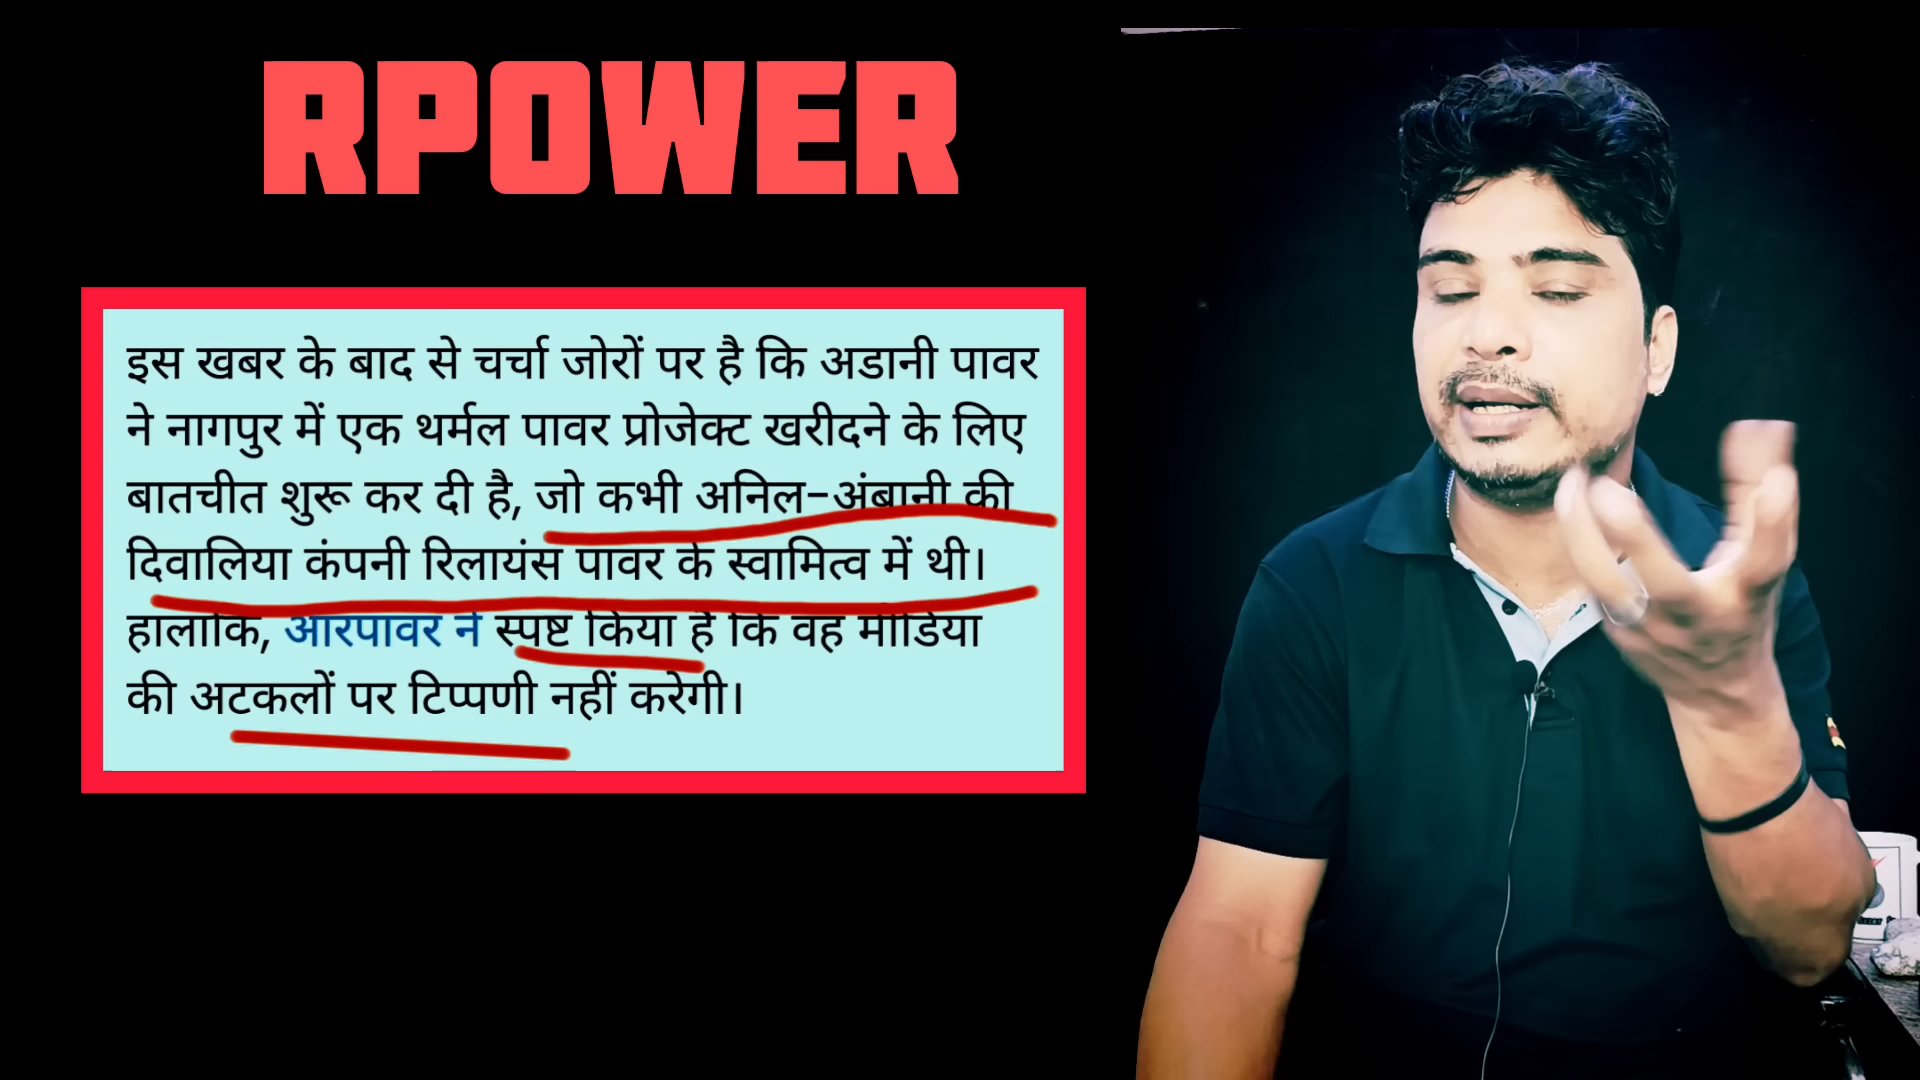 RPOWER
इस खबर के बाद से चर्चा जोरों पर है कि अडानी पावर
ने नागपुर में एक थर्मल पावर प्रोजेक्ट खरीदने के लिए
बातचीत शुरू कर दी है, जो कभी अनिल-अंबानी की
दिवालिया कंपनी रिलायंस पावर के स्वामित्व में थी।
हालांकि, आरपावर ने स्पष्ट किया है कि वह मीडिया
की अटकलों पर टिप्पणी नहीं करेगी।